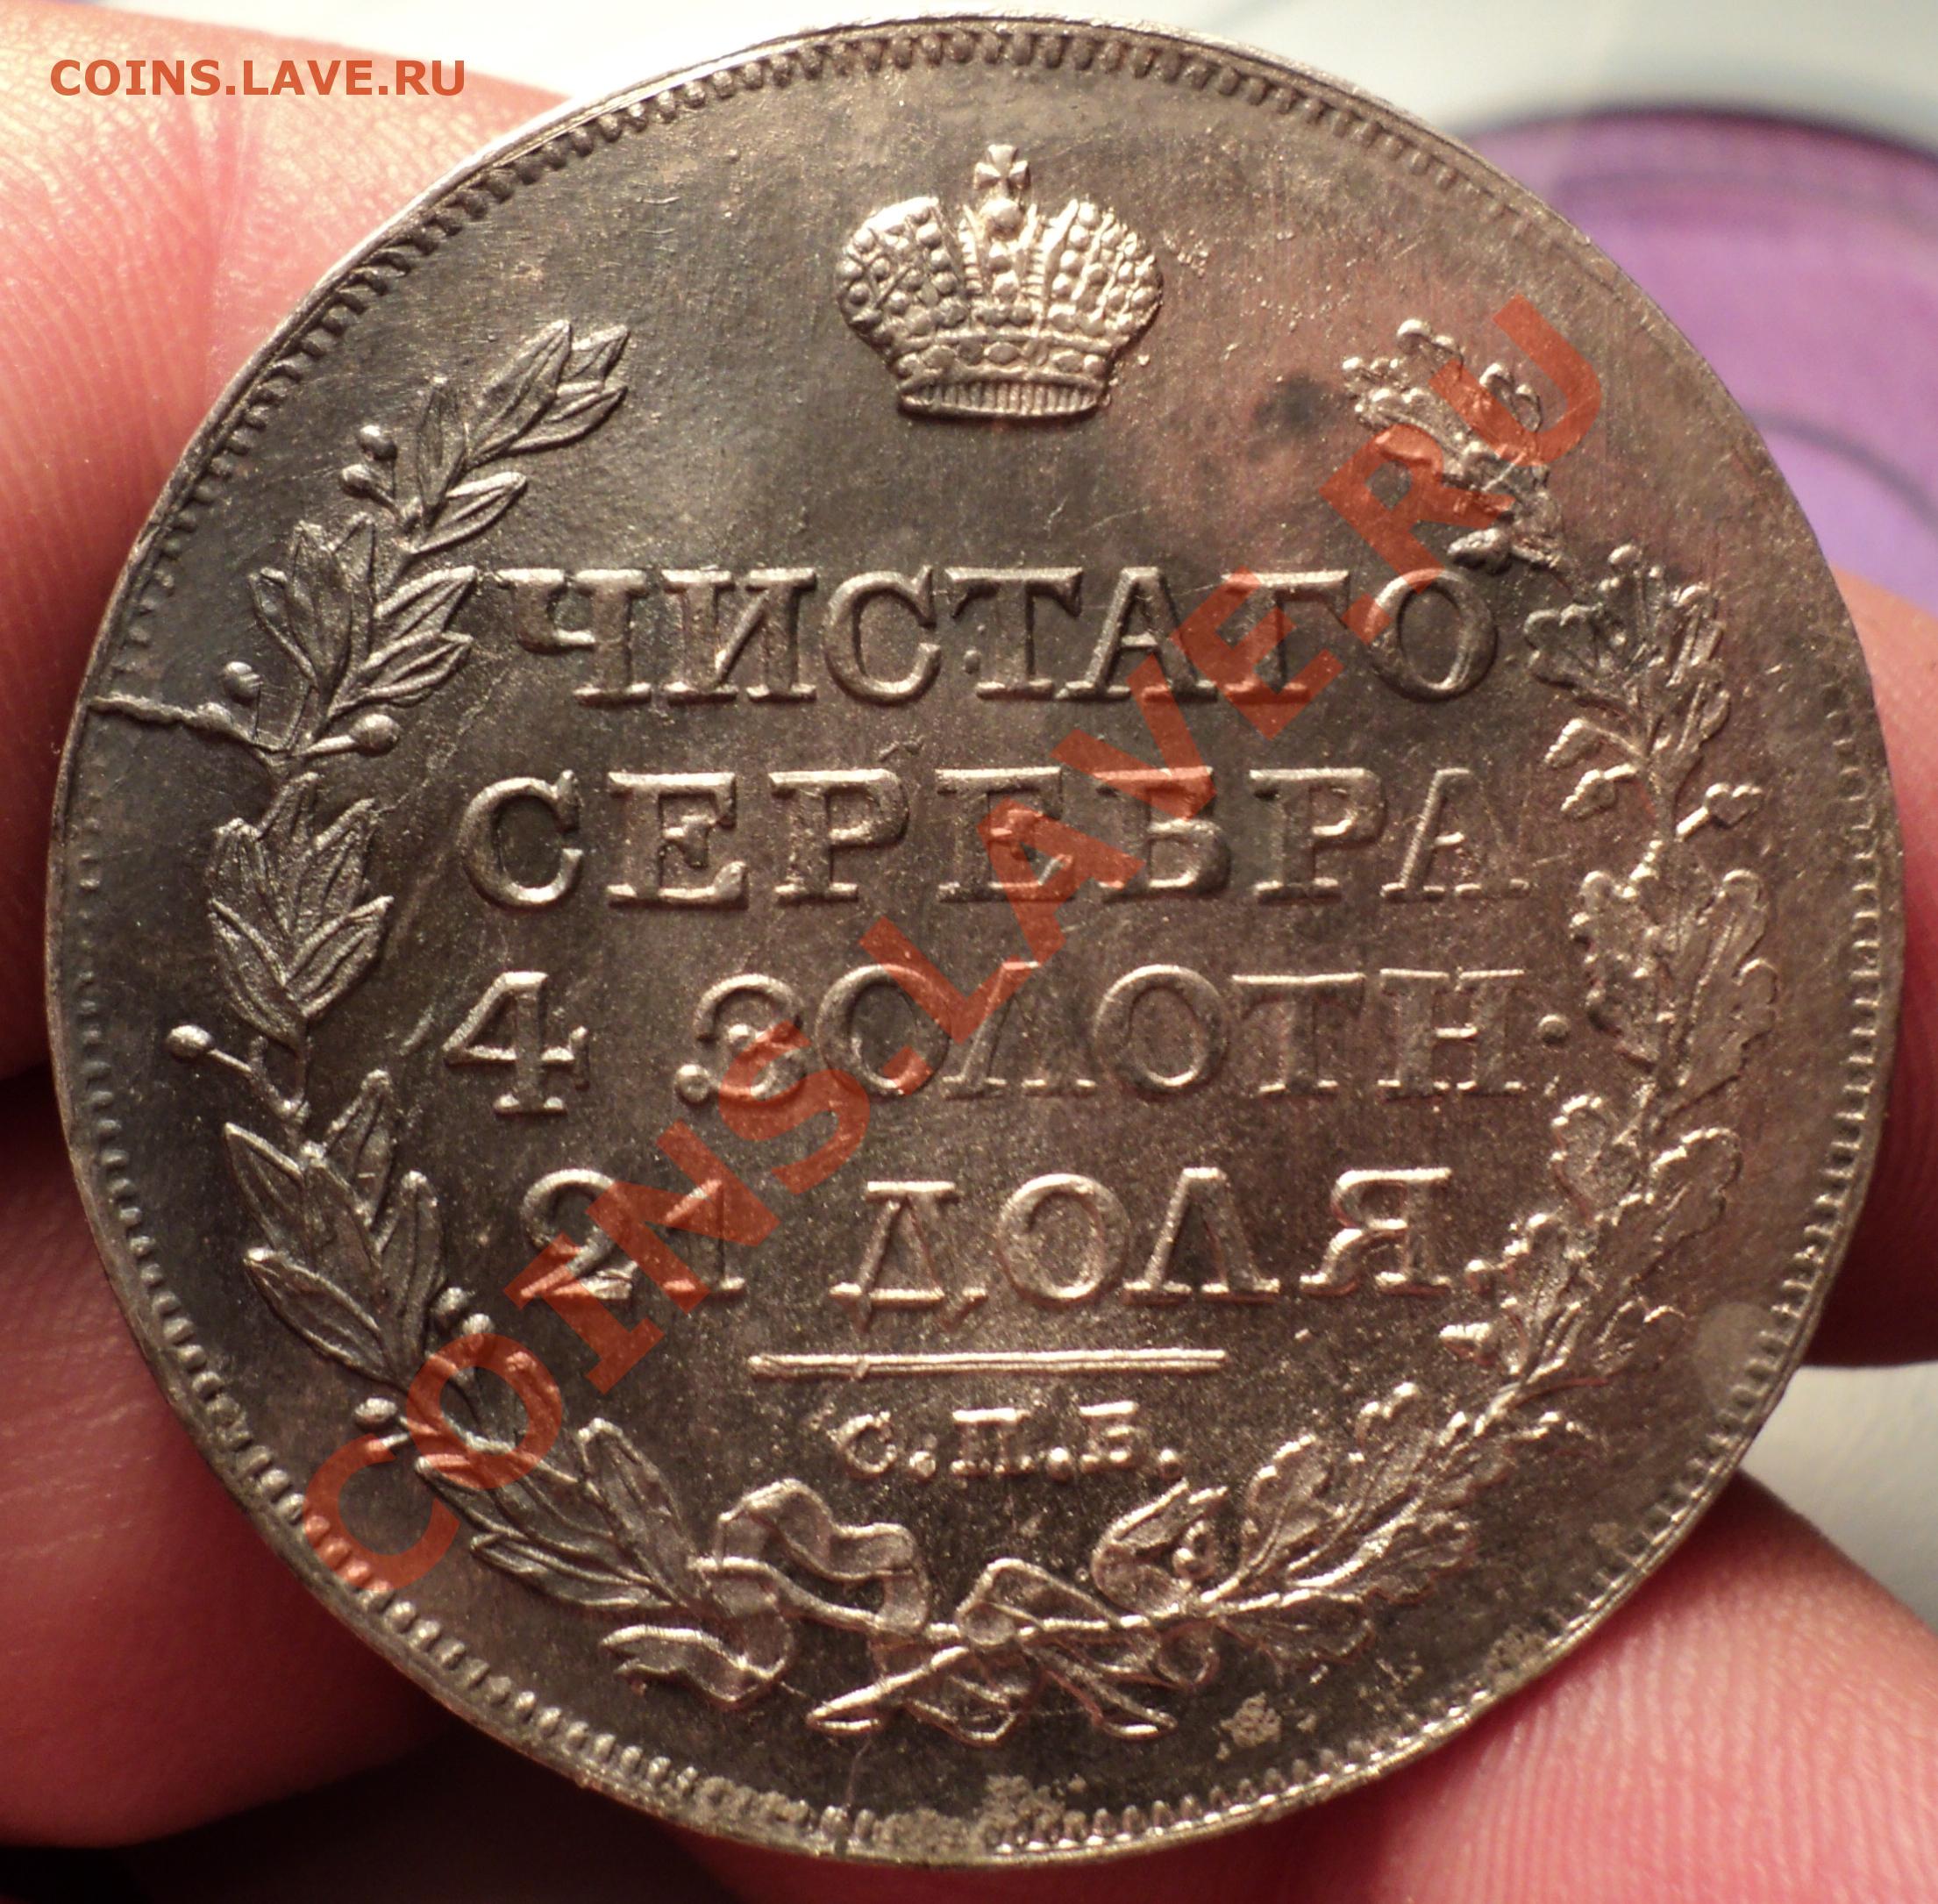 COINS.LAVE.RU
ЧИСТАГО
СЕРЕБРА
4 ЗОЛОТН·
21 ДОЛЯ.
С.П.Б.
COINS.LAVE.RU